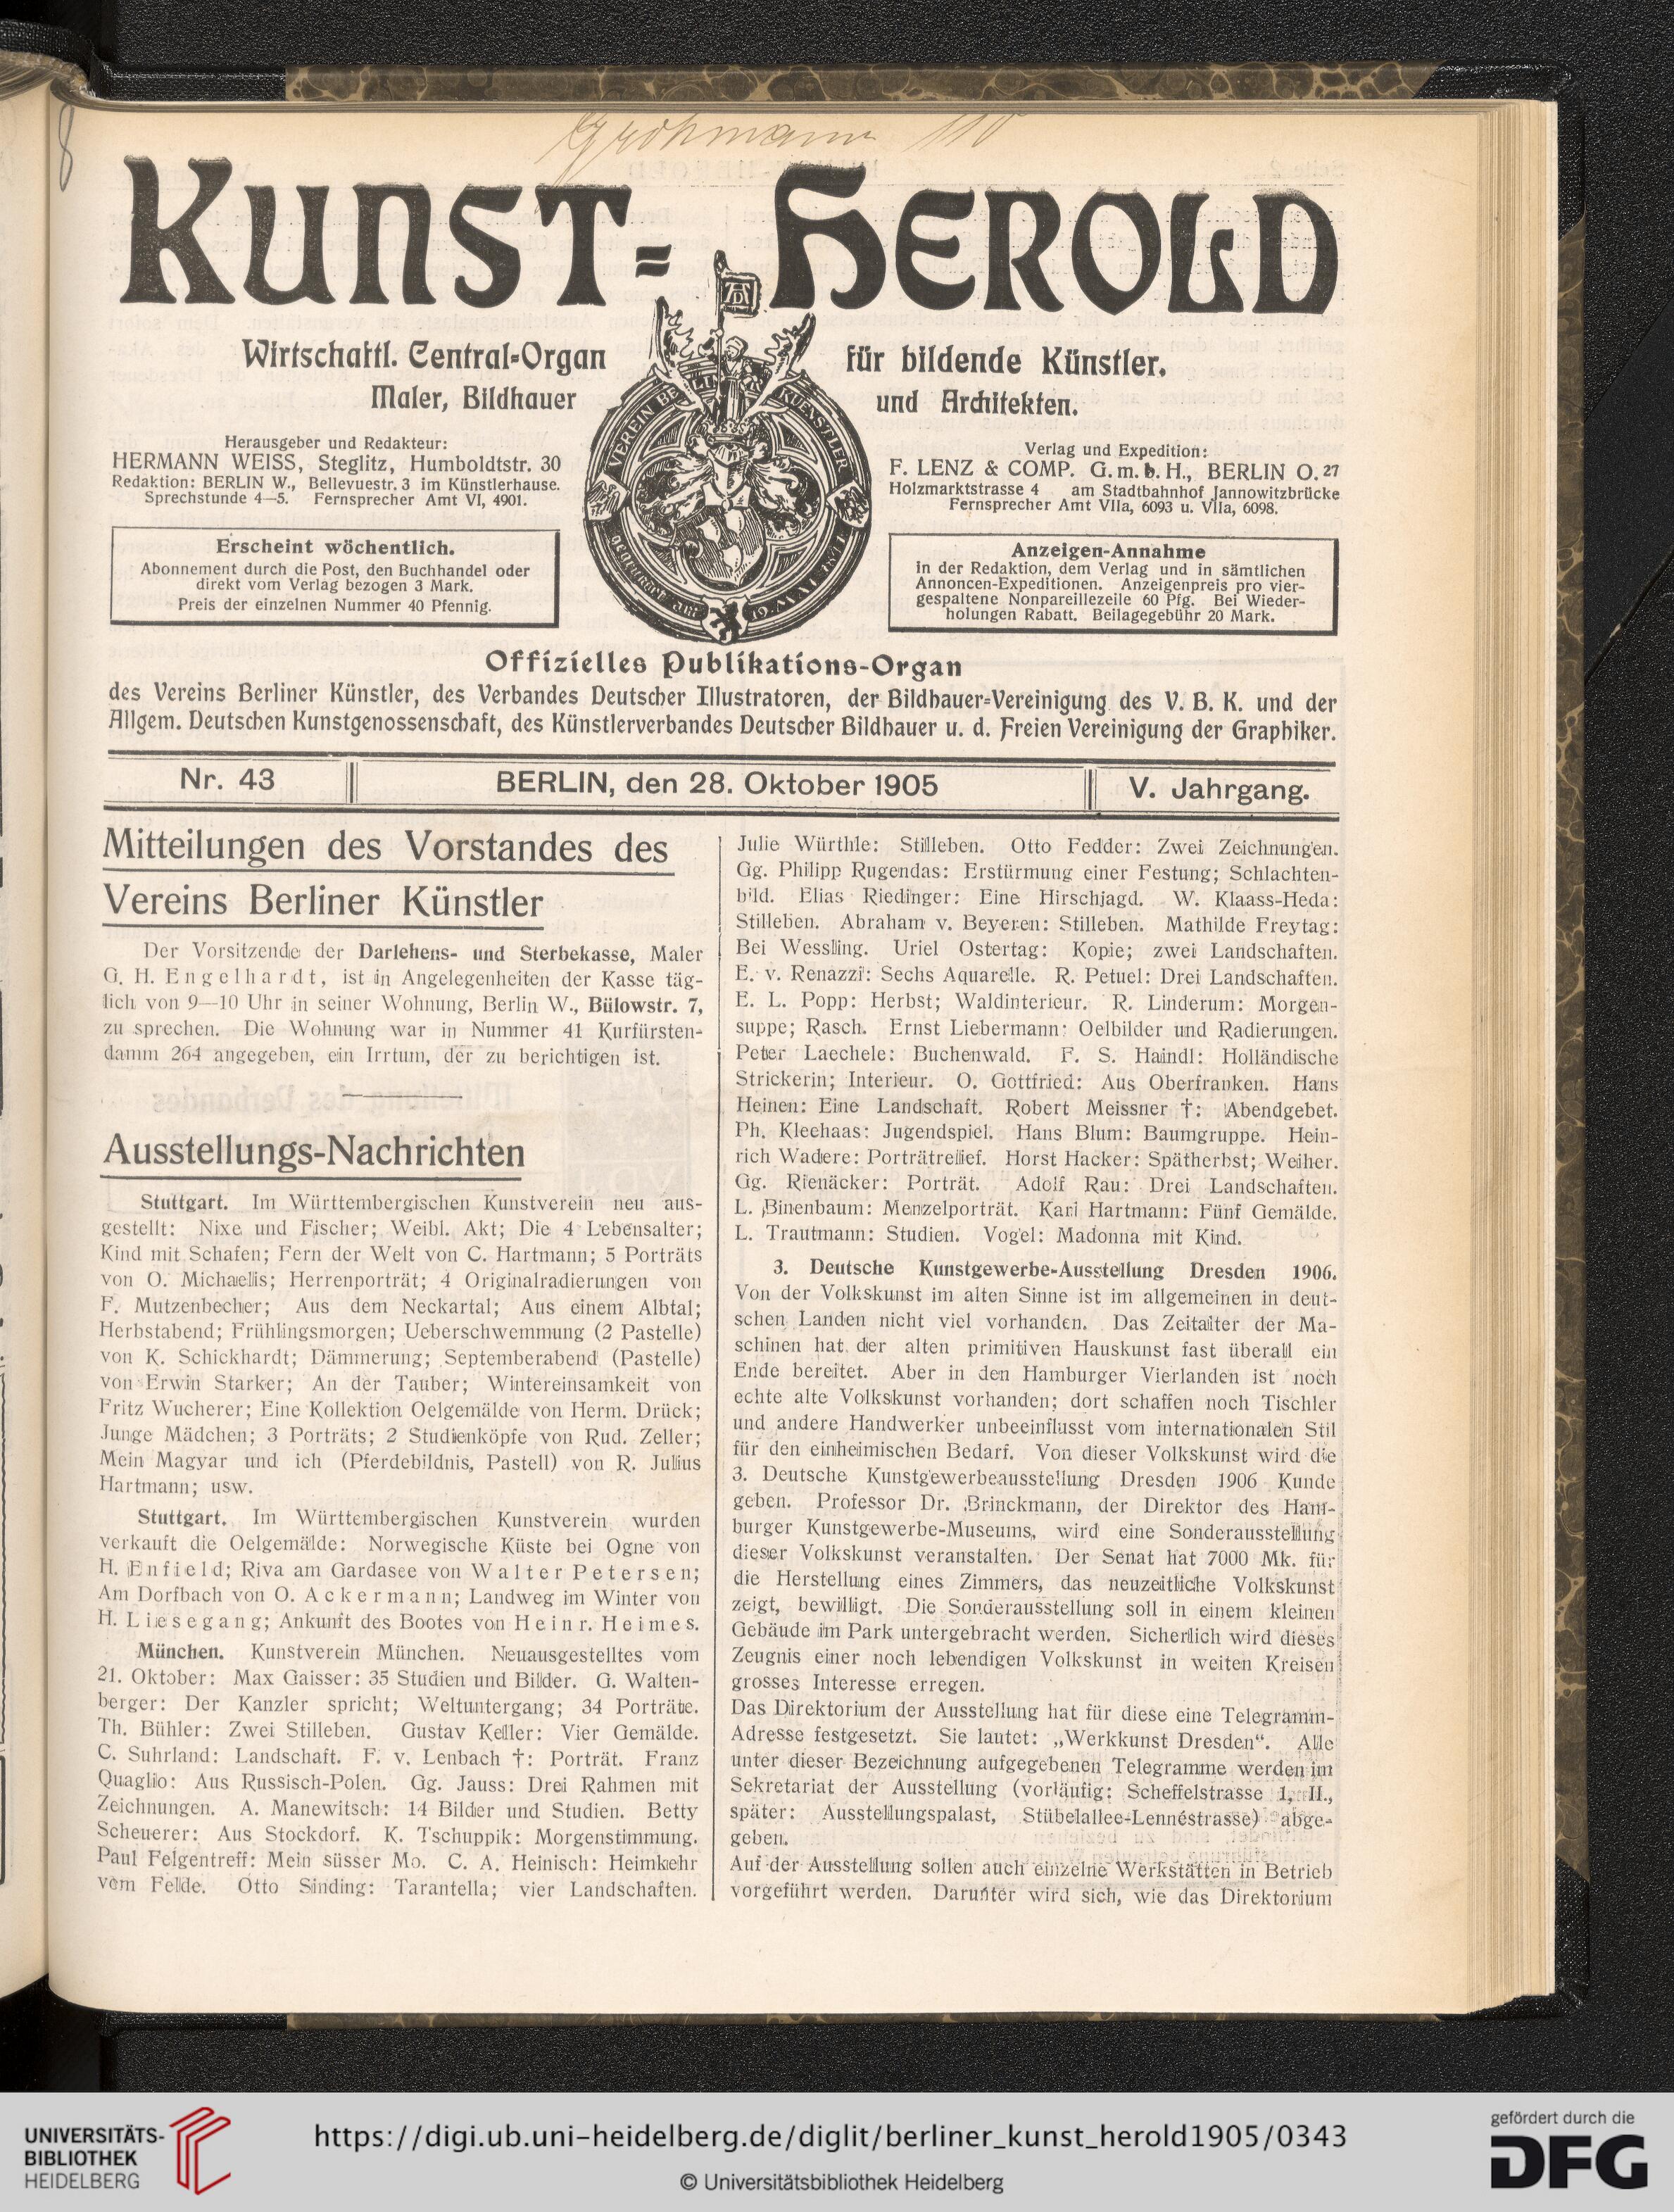 8
Grohmann 110
KUNST=HEROLD
Wirtschaftl. Central=Organ
für bildende Künstler,
Maler, Bildhauer
und Architekten.
Herausgeber und Redakteur:
HERMANN WEISS, Steglitz, Humboldtstr. 30
Redaktion: BERLIN W., Bellevuestr. 3 im Künstlerhause.
Sprechstunde 4—5. Fernsprecher Amt VI, 4901.
Erscheint wöchentlich.
Abonnement durch die Post, den Buchhandel oder
direkt vom Verlag bezogen 3 Mark.
Preis der einzelnen Nummer 40 Pfennig.
VEREIN BERLINER KUENSTLER
gegründet am 19. MAI 1841
Verlag und Expedition:
F. LENZ & COMP. G. m. b. H., BERLIN O. 27
Holzmarktstrasse 4 am Stadtbahnhof Jannowitzbrücke
Fernsprecher Amt VIIa, 6093 u. VIIa, 6098.
Anzeigen-Annahme
in der Redaktion, dem Verlag und in sämtlichen
Annoncen-Expeditionen. Anzeigenpreis pro vier-
gespaltene Nonpareillezeile 60 Pfg. Bei Wieder-
holungen Rabatt. Beilagegebühr 20 Mark.
Offizielles Publikations-Organ
des Vereins Berliner Künstler, des Verbandes Deutscher Illustratoren, der Bildhauer=Vereinigung des V. B. K. und der
Allgem. Deutschen Kunstgenossenschaft, des Künstlerverbandes Deutscher Bildhauer u. d. Freien Vereinigung der Graphiker.
Nr. 43
BERLIN, den 28. Oktober 1905
V. Jahrgang.
Mitteilungen des Vorstandes des
Vereins Berliner Künstler
Der Vorsitzende der Darlehens- und Sterbekasse, Maler
G. H. Engelhardt, ist in Angelegenheiten der Kasse täg-
lich von 9—10 Uhr in seiner Wohnung, Berlin W., Bülowstr. 7,
zu sprechen. Die Wohnung war in Nummer 41 Kurfürsten-
damm 264 angegeben, ein Irrtum, der zu berichtigen ist.
Ausstellungs-Nachrichten
Stuttgart. Im Württembergischen Kunstverein neu aus-
gestellt: Nixe und Fischer; Weibl. Akt; Die 4 Lebensalter;
Kind mit Schafen; Fern der Welt von C. Hartmann; 5 Porträts
von O. Michaelis; Herrenporträt; 4 Originalradierungen von
F. Mutzenbecher; Aus dem Neckartal; Aus einem Albtal;
Herbstabend; Frühlingsmorgen; Ueberschwemmung (2 Pastelle)
von K. Schickhardt; Dämmerung; Septemberabend (Pastelle)
von Erwin Starker; An der Tauber; Wintereinsamkeit von
Fritz Wucherer; Eine Kollektion Oelgemälde von Herm. Drück;
Junge Mädchen; 3 Porträts; 2 Studienköpfe von Rud. Zeller;
Mein Magyar und ich (Pferdebildnis, Pastell) von R. Julius
Hartmann; usw.
Stuttgart. Im Württembergischen Kunstverein wurden
verkauft die Oelgemälde: Norwegische Küste bei Ogne von
H. Enfield; Riva am Gardasee von Walter Petersen;
Am Dorfbach von O. Ackermann; Landweg im Winter von
H. Liesegang; Ankunft des Bootes von Heinr. Heimes.
München. Kunstverein München. Neuausgestelltes vom
21. Oktober: Max Gaisser: 35 Studien und Bilder. G. Walten-
berger: Der Kanzler spricht; Weltuntergang; 34 Porträte.
Th. Bühler: Zwei Stilleben. Gustav Keller: Vier Gemälde.
C. Suhrland: Landschaft. F. v. Lenbach †: Porträt. Franz
Quaglio: Aus Russisch-Polen. Gg. Jauss: Drei Rahmen mit
Zeichnungen. A. Manewitsch: 14 Bilder und Studien. Betty
Scheuerer: Aus Stockdorf. K. Tschuppik: Morgenstimmung.
Paul Felgentreff: Mein süsser Mo. C. A. Heinisch: Heimkehr
vom Felde. Otto Sinding: Tarantella; vier Landschaften.
Julie Würthle: Stilleben. Otto Fedder: Zwei Zeichnungen.
Gg. Philipp Rugendas: Erstürmung einer Festung; Schlachten-
bild. Elias Riedinger: Eine Hirschjagd. W. Klaass-Heda:
Stilleben. Abraham v. Beyeren: Stilleben. Mathilde Freytag:
Bei Wessling. Uriel Ostertag: Kopie; zwei Landschaften.
E. v. Renazzi: Sechs Aquarelle. R. Petuel: Drei Landschaften.
E. L. Popp: Herbst; Waldinterieur. R. Linderum: Morgen-
suppe; Rasch. Ernst Liebermann: Oelbilder und Radierungen.
Peter Laechele: Buchenwald. F. S. Haindl: Holländische
Strickerin; Interieur. O. Gottfried: Aus Oberfranken. Hans
Heinen: Eine Landschaft. Robert Meissner †: Abendgebet.
Ph. Kleehaas: Jugendspiel. Hans Blum: Baumgruppe. Hein-
rich Wadere: Porträtrelief. Horst Hacker: Spätherbst; Weiher.
Gg. Rienäcker: Porträt. Adolf Rau: Drei Landschaften.
L. Binenbaum: Menzelporträt. Karl Hartmann: Fünf Gemälde.
L. Trautmann: Studien. Vogel: Madonna mit Kind.
3. Deutsche Kunstgewerbe-Ausstellung Dresden 1906.
Von der Volkskunst im alten Sinne ist im allgemeinen in deut-
schen Landen nicht viel vorhanden. Das Zeitalter der Ma-
schinen hat der alten primitiven Hauskunst fast überall ein
Ende bereitet. Aber in den Hamburger Vierlanden ist noch
echte alte Volkskunst vorhanden; dort schaffen noch Tischler
und andere Handwerker unbeeinflusst vom internationalen Stil
für den einheimischen Bedarf. Von dieser Volkskunst wird die
3. Deutsche Kunstgewerbeausstellung Dresden 1906 Kunde
geben. Professor Dr. Brinckmann, der Direktor des Ham-
burger Kunstgewerbe-Museums, wird eine Sonderausstellung
dieser Volkskunst veranstalten. Der Senat hat 7000 Mk. für
die Herstellung eines Zimmers, das neuzeitliche Volkskunst
zeigt, bewilligt. Die Sonderausstellung soll in einem kleinen
Gebäude im Park untergebracht werden. Sicherlich wird dieses
Zeugnis einer noch lebendigen Volkskunst in weiten Kreisen
grosses Interesse erregen.
Das Direktorium der Ausstellung hat für diese eine Telegramm-
Adresse festgesetzt. Sie lautet: „Werkkunst Dresden“. Alle
unter dieser Bezeichnung aufgegebenen Telegramme werden im
Sekretariat der Ausstellung (vorläufig: Scheffelstrasse 1, II.,
später: Ausstellungspalast, Stübelallee-Lennéstrasse) abge-
geben.
Auf der Ausstellung sollen auch einzelne Werkstätten in Betrieb
vorgeführt werden. Darunter wird sich, wie das Direktorium
UNIVERSITÄTS-
BIBLIOTHEK
HEIDELBERG
https://digi.ub.uni-heidelberg.de/diglit/berliner_kunst_herold1905/0343
© Universitätsbibliothek Heidelberg
gefördert durch die
DFG